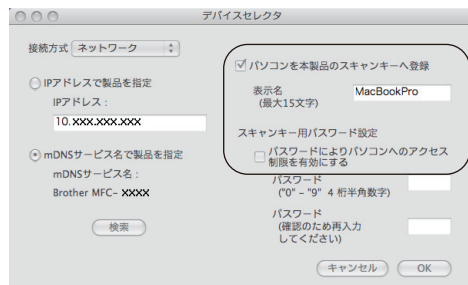 デバイスセレクタ
接続方式 ネットワーク
IPアドレスで製品を指定
IPアドレス：
10.XXX.XXX.XXX
mDNSサービス名で製品を指定
mDNSサービス名：
Brother MFC- XXXX
検索
パソコンを本製品のスキャンキーへ登録
表示名
(最大15文字)
MacBookPro
スキャンキー用パスワード設定
パスワードによりパソコンへのアクセス
制限を有効にする
パスワード
("0" – "9" 4 桁半角数字)
パスワード
(確認のため再入力
してください)
キャンセル
OK